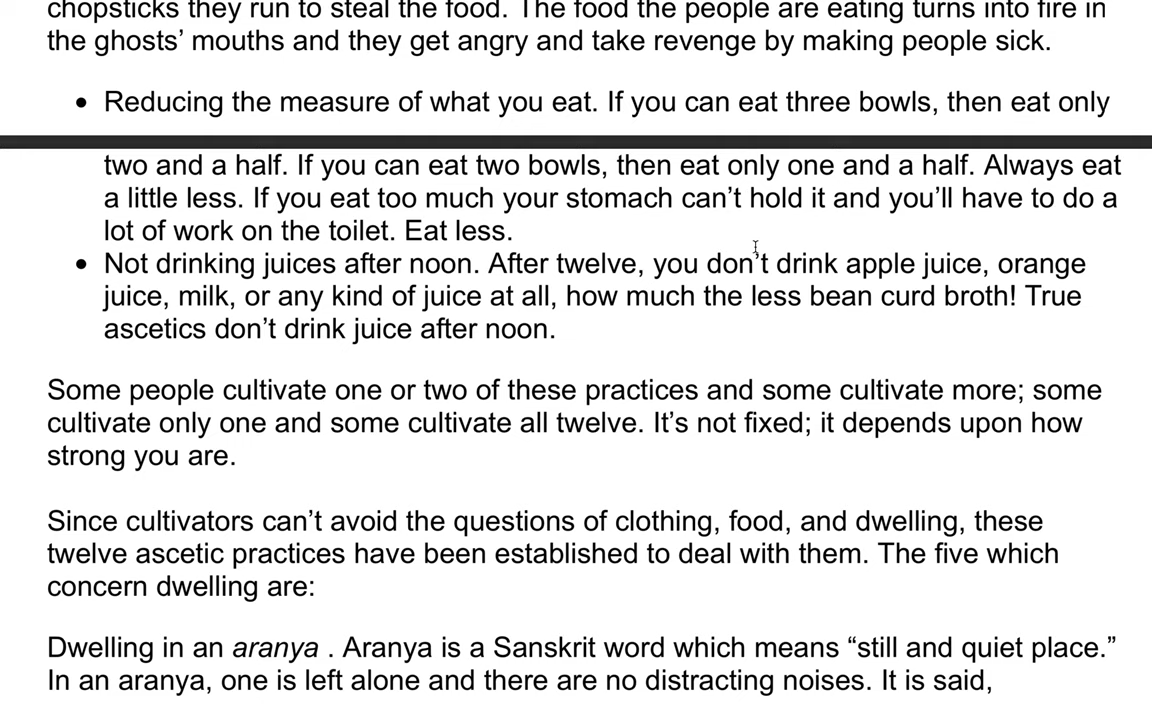 chopsticks they run to steal the food. The food the people are eating turns into fire in
the ghosts’ mouths and they get angry and take revenge by making people sick.
• Reducing the measure of what you eat. If you can eat three bowls, then eat only
two and a half. If you can eat two bowls, then eat only one and a half. Always eat
a little less. If you eat too much your stomach can’t hold it and you’ll have to do a
lot of work on the toilet. Eat less.
• Not drinking juices after noon. After twelve, you don’t drink apple juice, orange
juice, milk, or any kind of juice at all, how much the less bean curd broth! True
ascetics don’t drink juice after noon.
Some people cultivate one or two of these practices and some cultivate more; some
cultivate only one and some cultivate all twelve. It’s not fixed; it depends upon how
strong you are.
Since cultivators can’t avoid the questions of clothing, food, and dwelling, these
twelve ascetic practices have been established to deal with them. The five which
concern dwelling are:
Dwelling in an aranya . Aranya is a Sanskrit word which means “still and quiet place.”
In an aranya, one is left alone and there are no distracting noises. It is said,